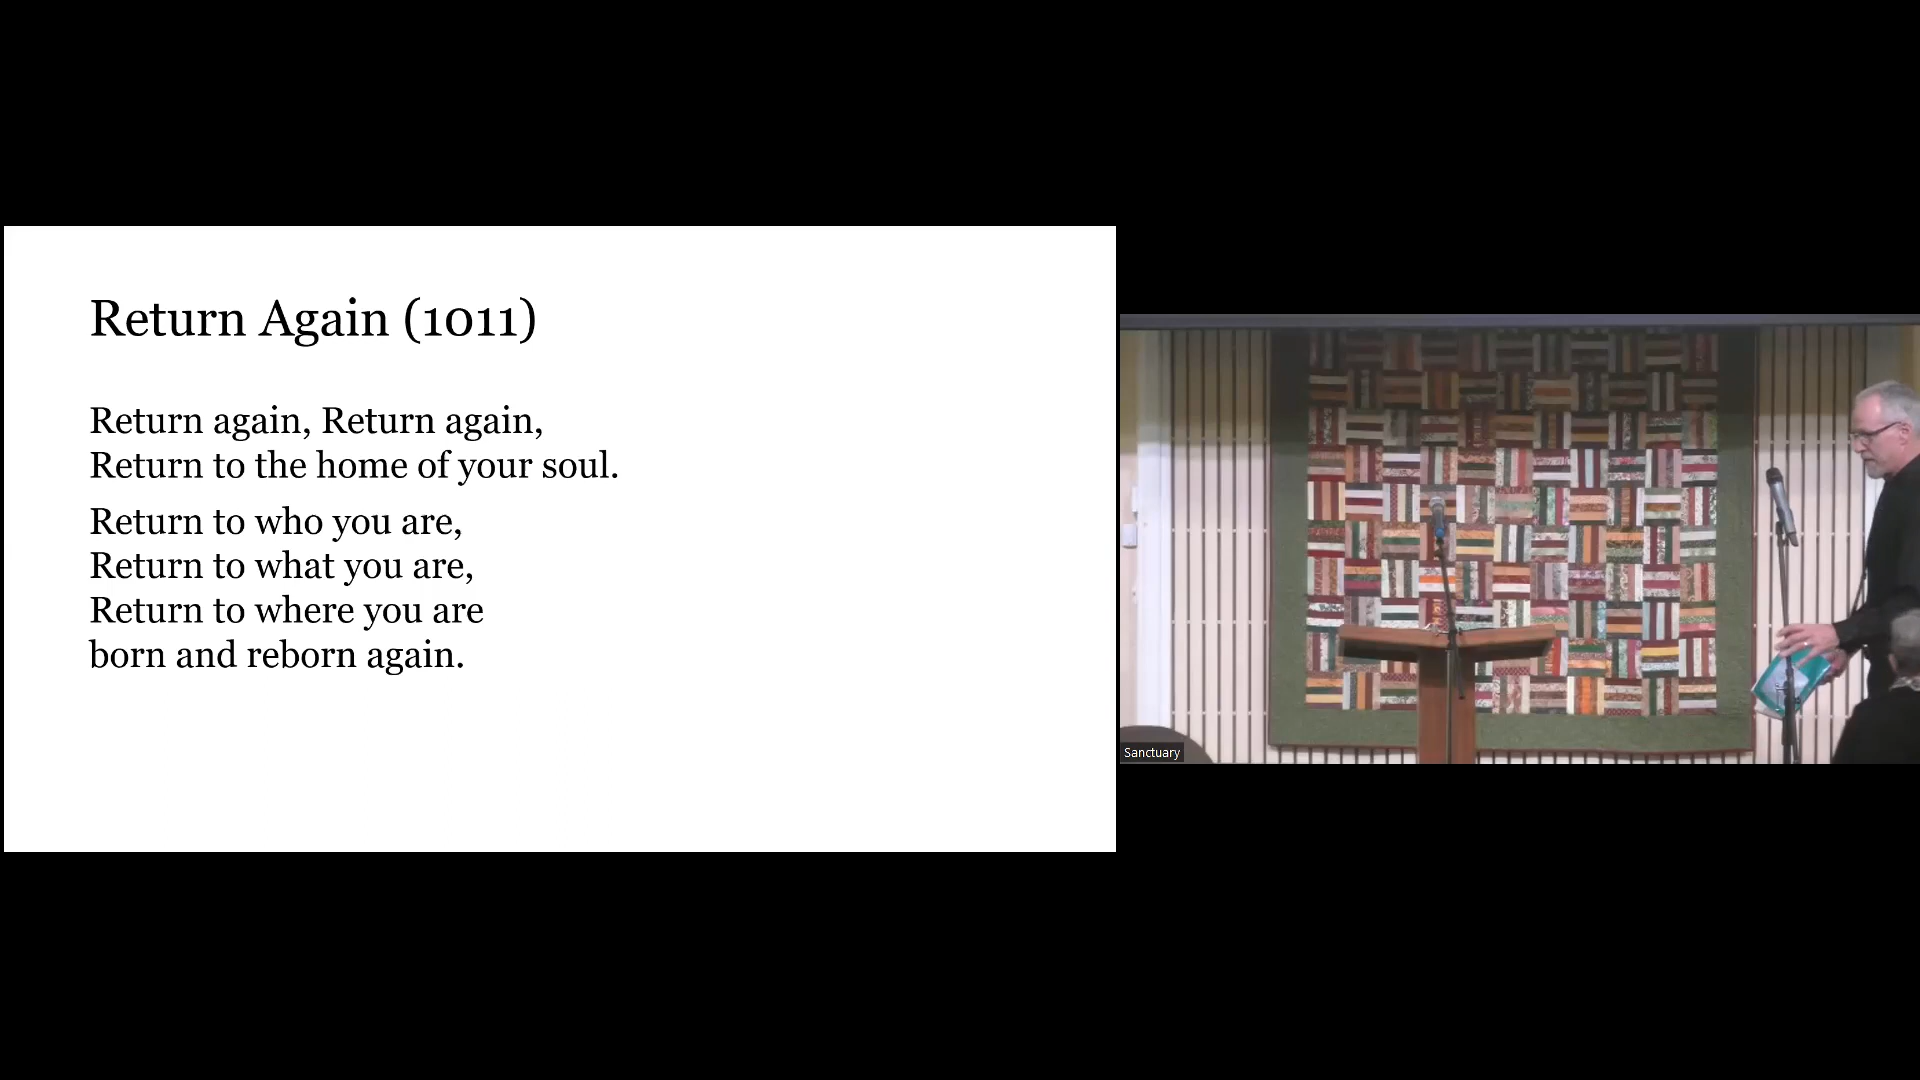 Return Again (1011)
Return again, Return again,
Return to the home of your soul.
Return to who you are,
Return to what you are,
Return to where you are
born and reborn again.
Sanctuary